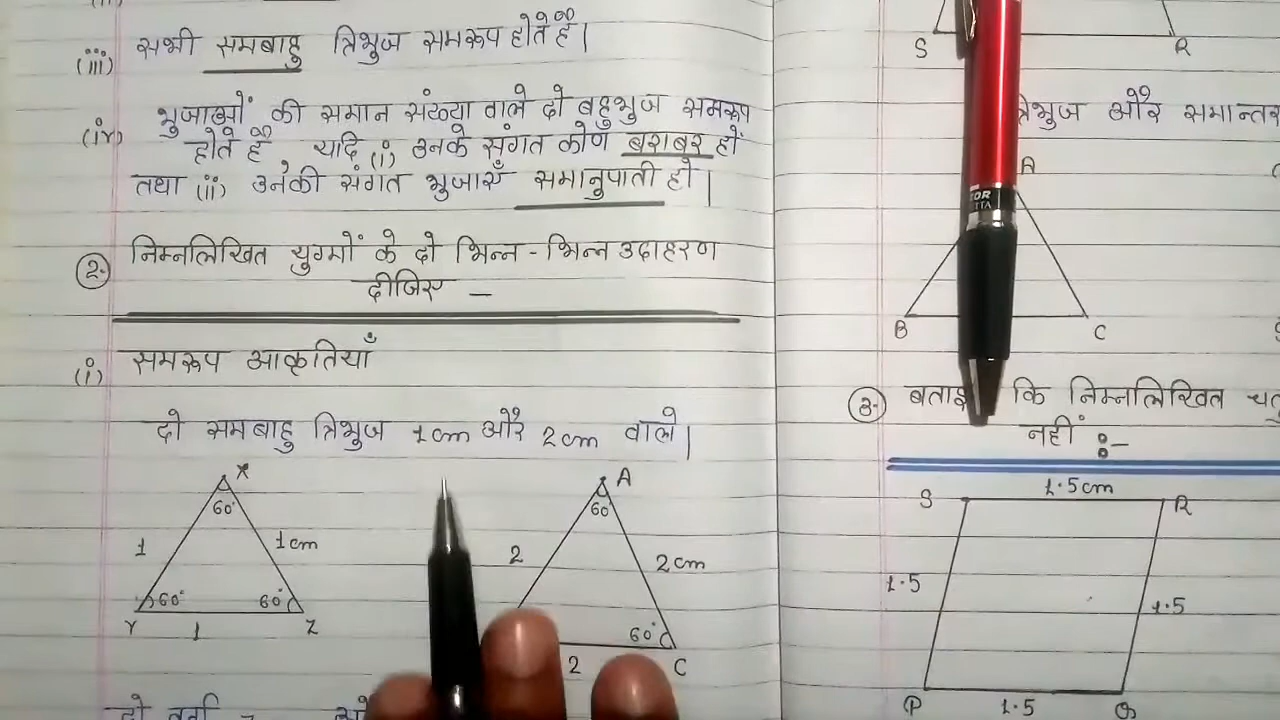 (iii) सभी समबाहु त्रिभुज समरूप होते हैं।
(iv) भुजाओं की समान संख्या वाले दो बहुभुज समरूप
होते हैं यदि (i) उनके संगत कोण बराबर हों
तथा (ii) उनकी संगत भुजाएँ समानुपाती हो।
2. निम्नलिखित युग्मों के दो भिन्न - भिन्न उदाहरण
दीजिए –
(i) समरूप आकृतियाँ
दो समबाहु त्रिभुज 1cm और 2cm वाले।
X
60°
1
1cm
60°
60°
Y
1
Z
A
60°
2
2cm
60°
2
C
S
R
और समान्तर
A
B
C
3. कि निम्नलिखित
नहीं :–
S
1.5cm
R
1.5
1.5
P
1.5
Q